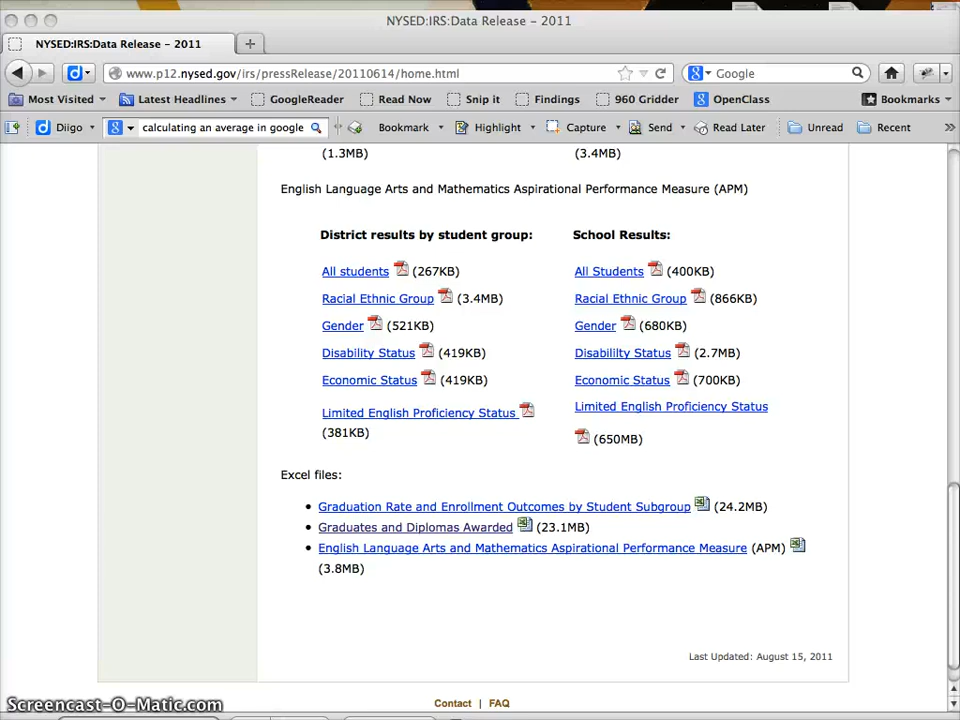 NYSED:IRS:Data Release – 2011
NYSED:IRS:Data Release – 2011
www.p12.nysed.gov/irs/pressRelease/20110614/home.html
Google
Most Visited
Latest Headlines
GoogleReader
Read Now
Snip it
Findings
960 Gridder
OpenClass
Bookmarks
Diigo
calculating an average in google
Bookmark
Highlight
Capture
Send
Read Later
Unread
Recent
(1.3MB) (3.4MB)
English Language Arts and Mathematics Aspirational Performance Measure (APM)
District results by student group:
All students (267KB)
Racial Ethnic Group (3.4MB)
Gender (521KB)
Disability Status (419KB)
Economic Status (419KB)
Limited English Proficiency Status
(381KB)
School Results:
All Students (400KB)
Racial Ethnic Group (866KB)
Gender (680KB)
Disabililty Status (2.7MB)
Economic Status (700KB)
Limited English Proficiency Status
(650MB)
Excel files:
• Graduation Rate and Enrollment Outcomes by Student Subgroup (24.2MB)
• Graduates and Diplomas Awarded (23.1MB)
• English Language Arts and Mathematics Aspirational Performance Measure (APM)
(3.8MB)
Last Updated: August 15, 2011
Contact | FAQ
Screencast-O-Matic.com